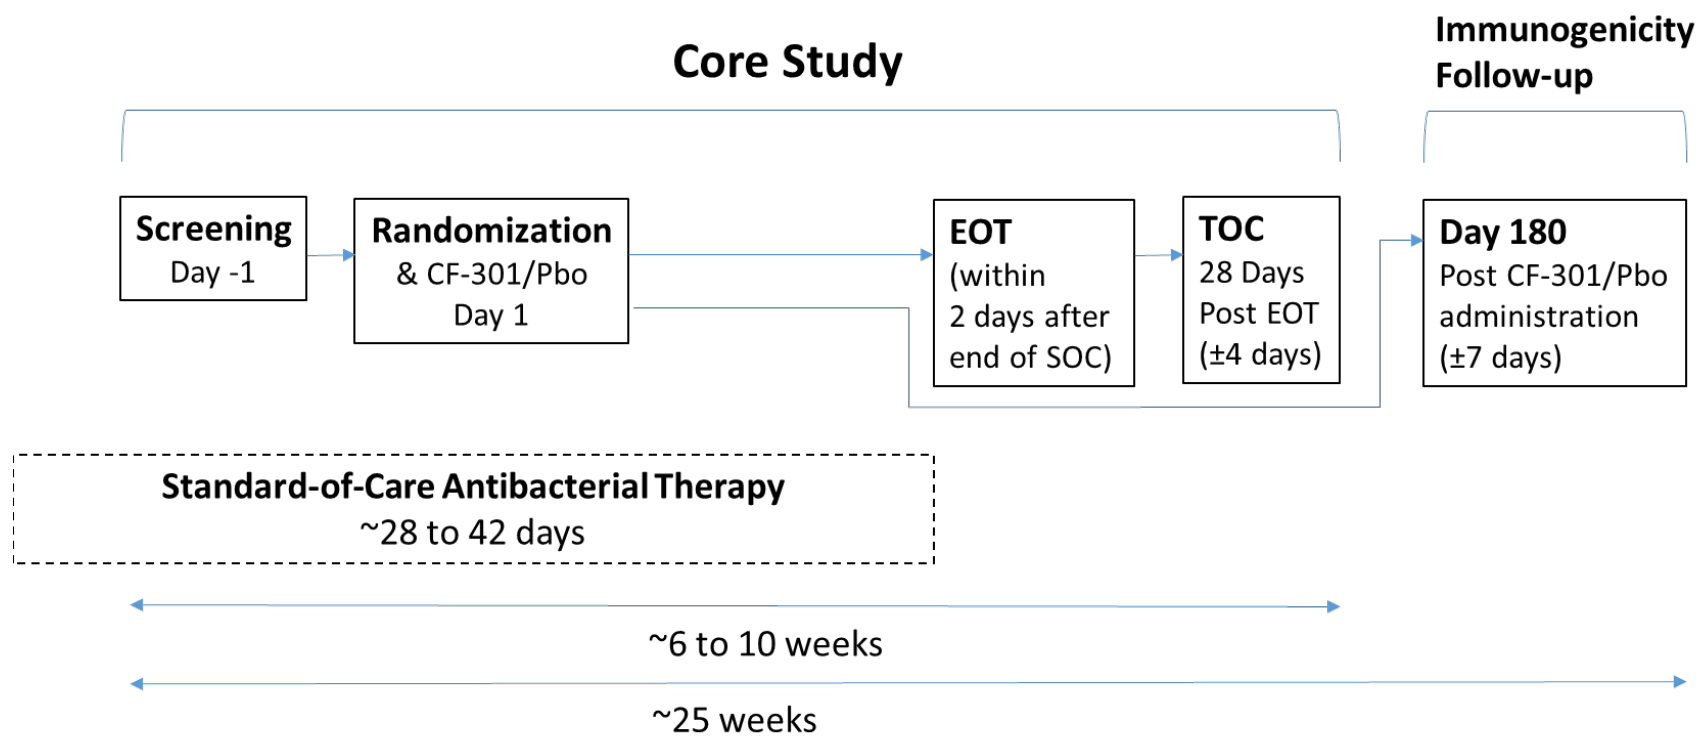 Core Study
Immunogenicity
Follow-up
Screening
Day -1
Randomization
& CF-301/Pbo
Day 1
EOT
(within
2 days after
end of SOC)
TOC
28 Days
Post EOT
(±4 days)
Day 180
Post CF-301/Pbo
administration
(±7 days)
Standard-of-Care Antibacterial Therapy
~28 to 42 days
~6 to 10 weeks
~25 weeks